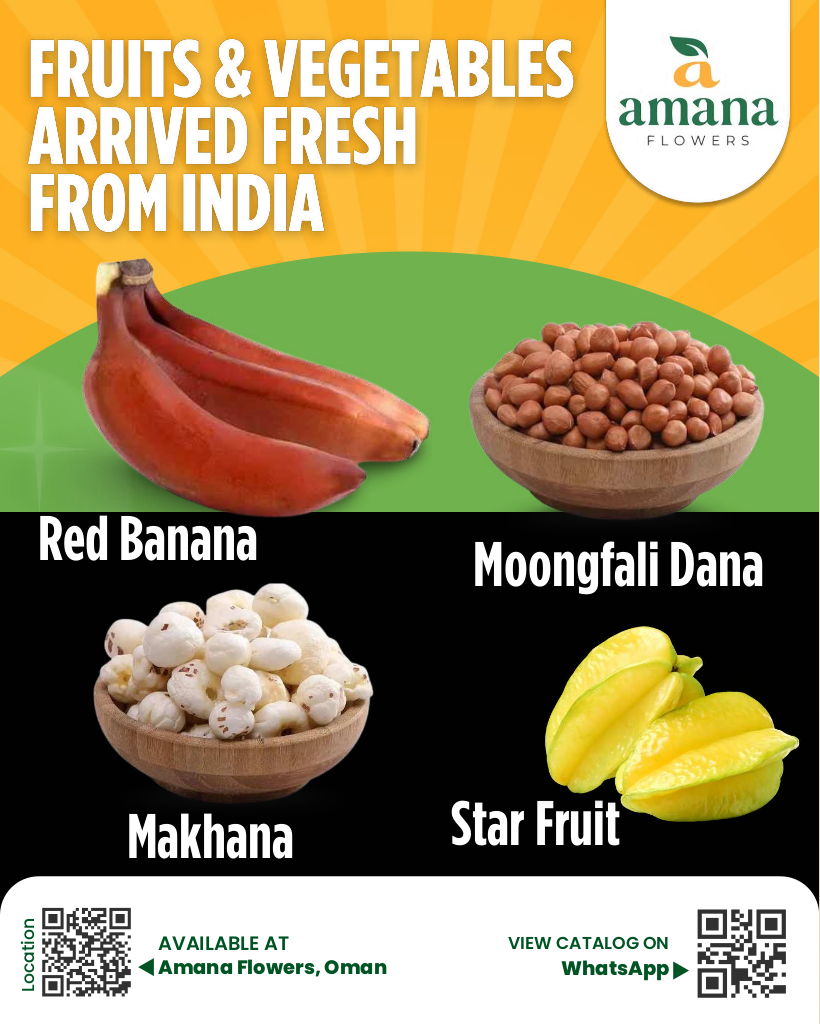 FRUITS & VEGETABLES
ARRIVED FRESH
FROM INDIA
amana
FLOWERS
Red Banana
Moongfali Dana
Makhana
Star Fruit
Location
AVAILABLE AT
Amana Flowers, Oman
VIEW CATALOG ON
WhatsApp